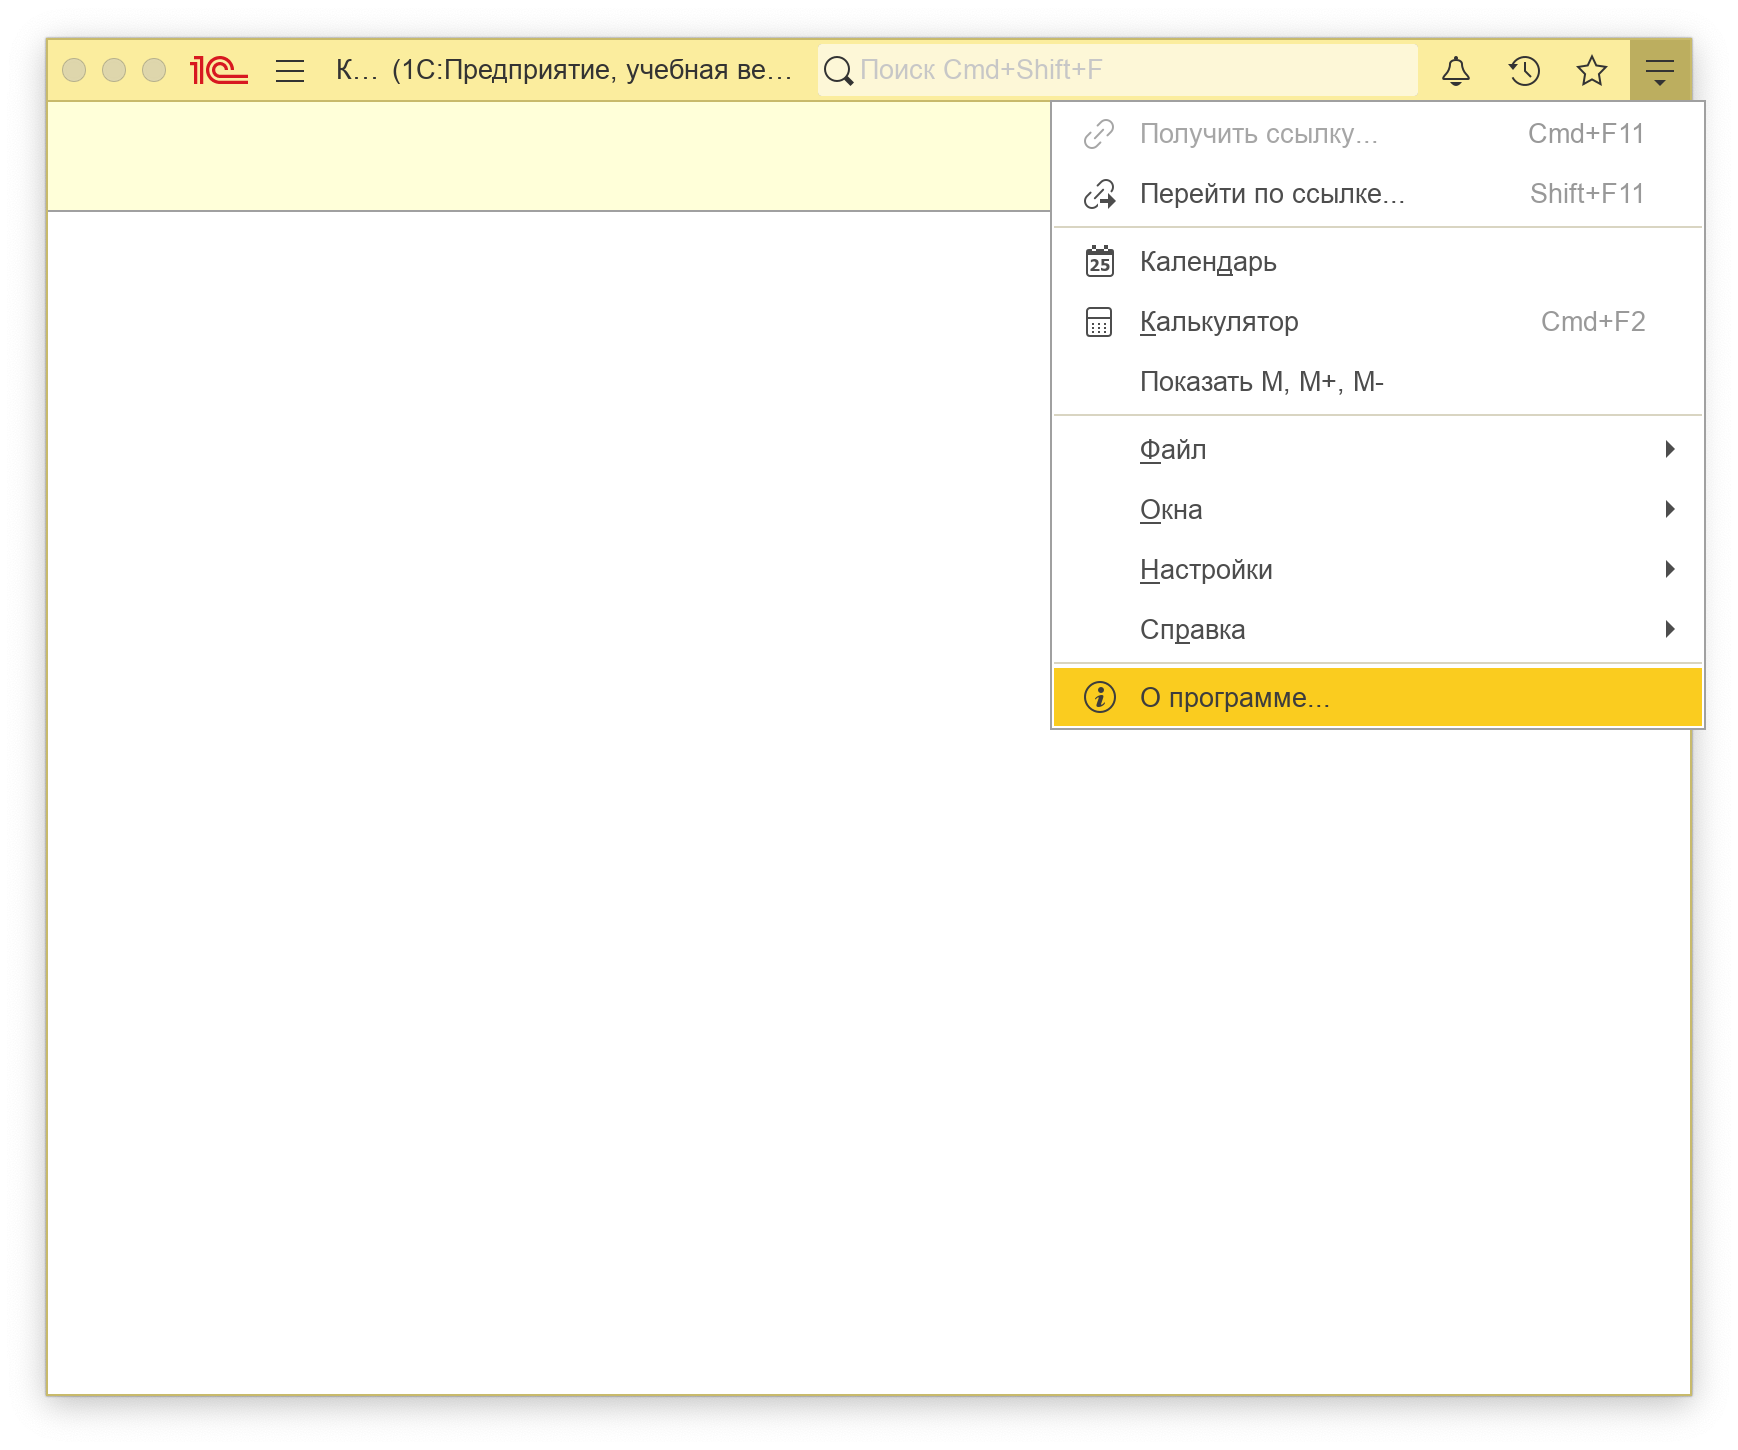 1С К... (1С:Предприятие, учебная ве... Поиск Cmd+Shift+F
Получить ссылку... Cmd+F11
Перейти по ссылке... Shift+F11
25 Календарь
Калькулятор Cmd+F2
Показать M, M+, M-
Файл
Окна
Настройки
Справка
i О программе...